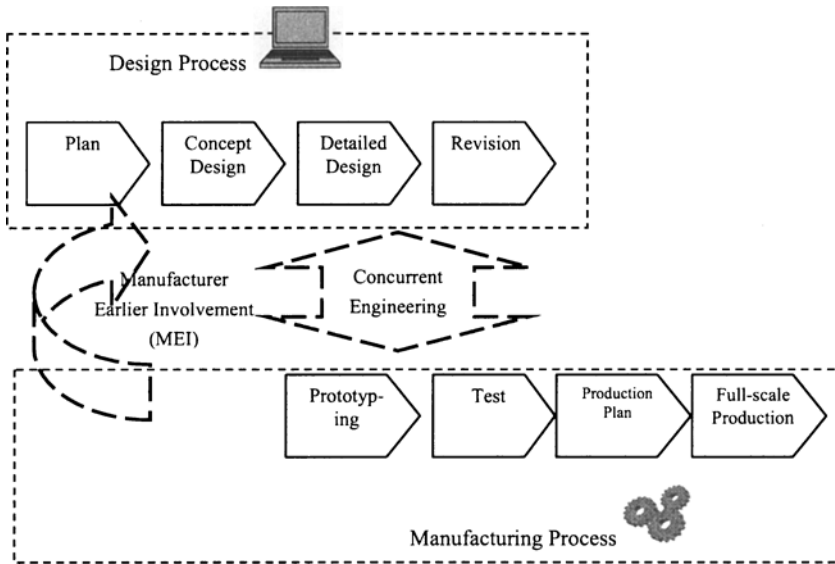 Design Process
Plan
Concept
Design
Detailed
Design
Revision
Manufacturer
Earlier Involvement
(MEI)
Concurrent
Engineering
Prototyp-
ing
Test
Production
Plan
Full-scale
Production
Manufacturing Process